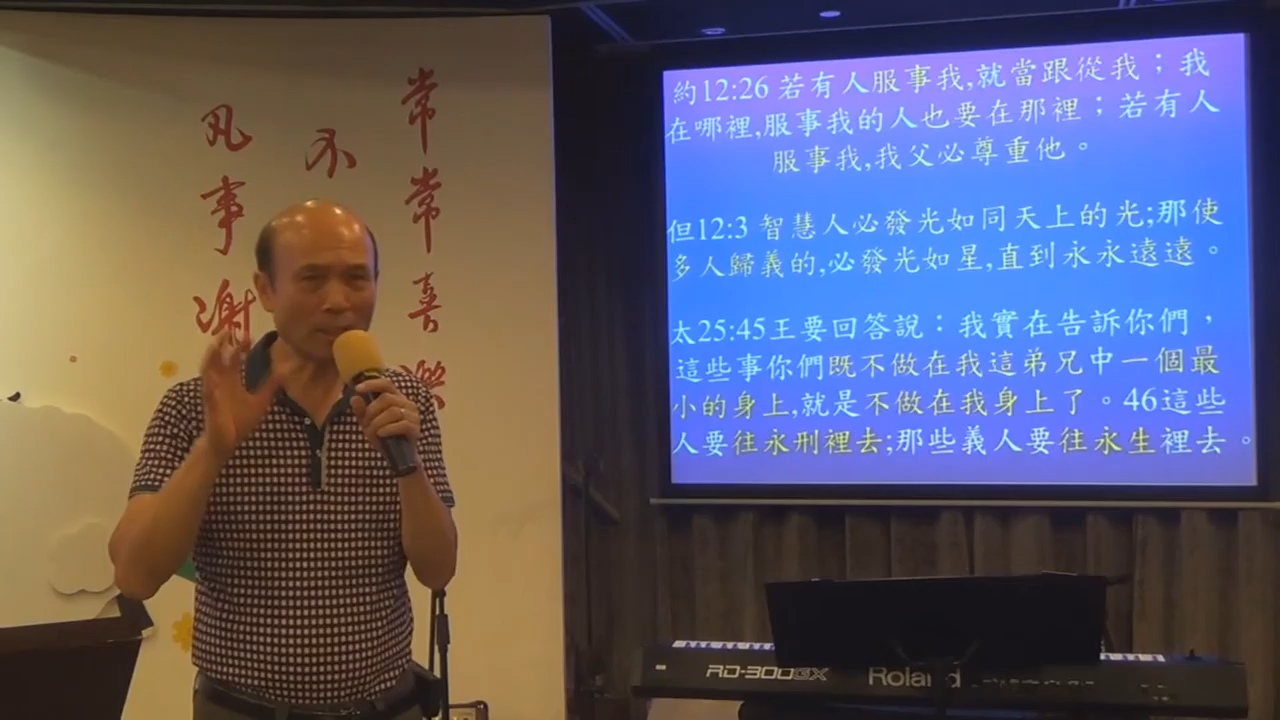 常常喜樂
不
凡事謝
約12:26 若有人服事我,就當跟從我；我
在哪裡,服事我的人也要在那裡；若有人
服事我,我父必尊重他。
但12:3 智慧人必發光如同天上的光;那使
多人歸義的,必發光如星,直到永永遠遠。
太25:45王要回答說：我實在告訴你們，
這些事你們既不做在我這弟兄中一個最
小的身上,就是不做在我身上了。46這些
人要往永刑裡去;那些義人要往永生裡去。
RD-300GX
Roland